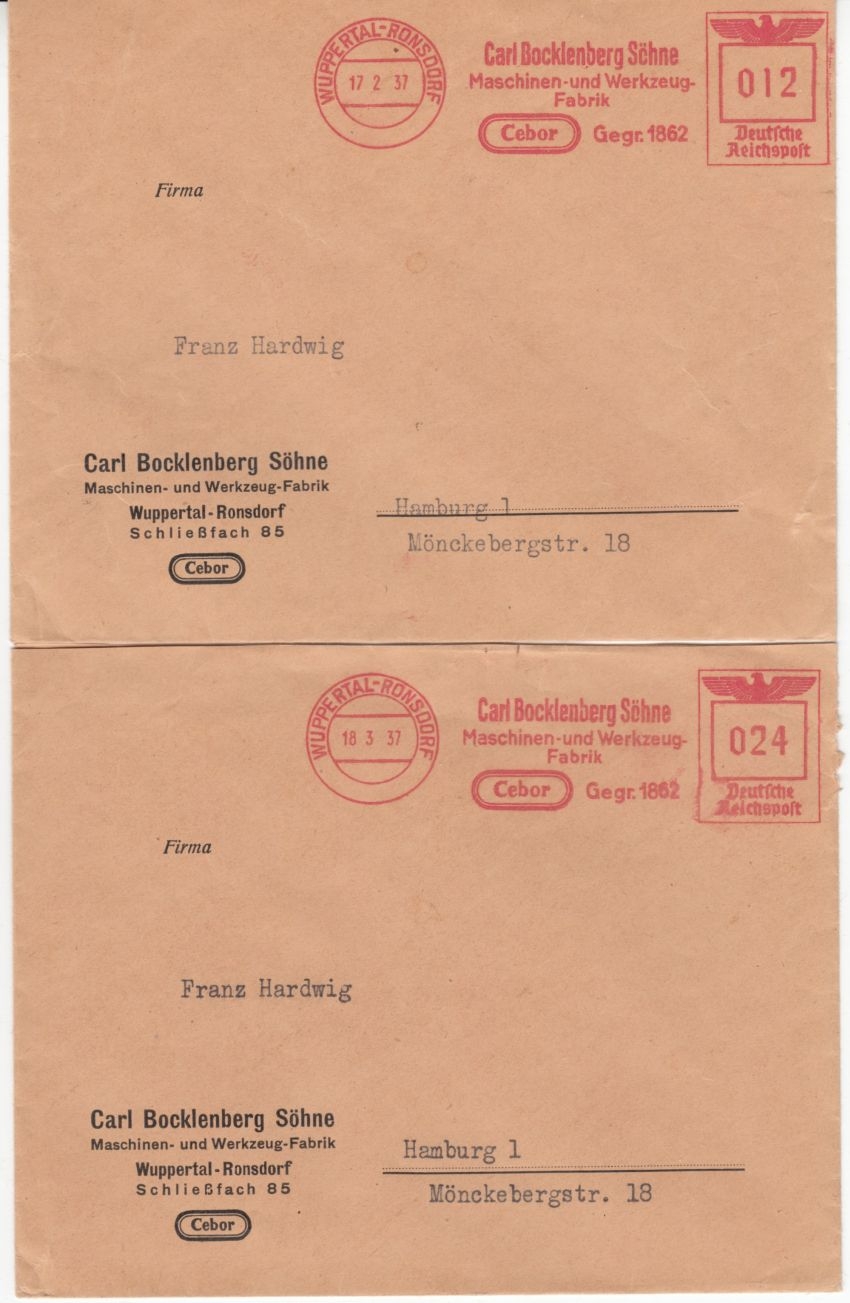 WUPPERTAL-RONSDORF
17 2 37
Carl Bocklenberg Söhne
Maschinen-und Werkzeug-
Fabrik
Cebor Gegr. 1862
012
Deutsche
Reichspost
Firma
Franz Hardwig
Carl Bocklenberg Söhne
Maschinen- und Werkzeug-Fabrik
Wuppertal-Ronsdorf
Schließfach 85
Cebor
Hamburg 1
Mönckebergstr. 18
WUPPERTAL-RONSDORF
18 3 37
Carl Bocklenberg Söhne
Maschinen-und Werkzeug-
Fabrik
Cebor Gegr. 1862
024
Deutsche
Reichspost
Firma
Franz Hardwig
Carl Bocklenberg Söhne
Maschinen- und Werkzeug-Fabrik
Wuppertal-Ronsdorf
Schließfach 85
Cebor
Hamburg 1
Mönckebergstr. 18